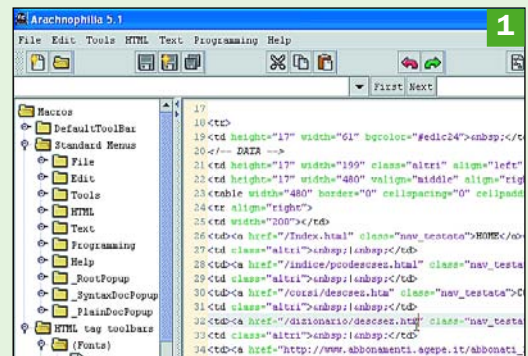 Arachnophilia 5.1
1
File Edit Tools HTML Text Programming Help
First Next
Macros
DefaultToolBar
Standard Menus
File
Edit
Tools
HTML
Text
Programming
Help
_RootPopup
_SyntaxDocPopup
_PlainDocPopup
HTML tag toolbars
(Fonts)
17
18 <tr>
19 <td height="17" width="61" bgcolor="#edlc24">&nbsp;</t
20 <!-- DATA -->
21 <td height="17" width="199" class="altri" align="left"
22 <td height="17" width="480" valign="middle" align="rig
23 <table width="480" border="0" cellspacing="0" cellpadd
24 <tr align="right">
25 <td width="200"></td>
26 <td><a href="/Index.html" class="nav_testata">HOME</a>
27 <td class="altri">&nbsp;|&nbsp;</td>
28 <td><a href="/indice/pcodescsez.html" class="nav_testa
29 <td class="altri">&nbsp;|&nbsp;</td>
30 <td><a href="/corsi/descsez.htm" class="nav_testata">C
31 <td class="altri">&nbsp;|&nbsp;</td>
32 <td><a href="/dizionario/descsez.htm" class="nav_testa
33 <td class="altri">&nbsp;|&nbsp;</td>
34 <td><a href="http://www.abbonamenti.agepe.it/abbonati_